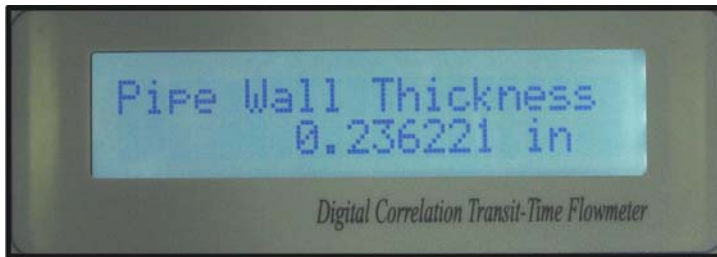 Pipe Wall Thickness
0.236221 in
Digital Correlation Transit-Time Flowmeter